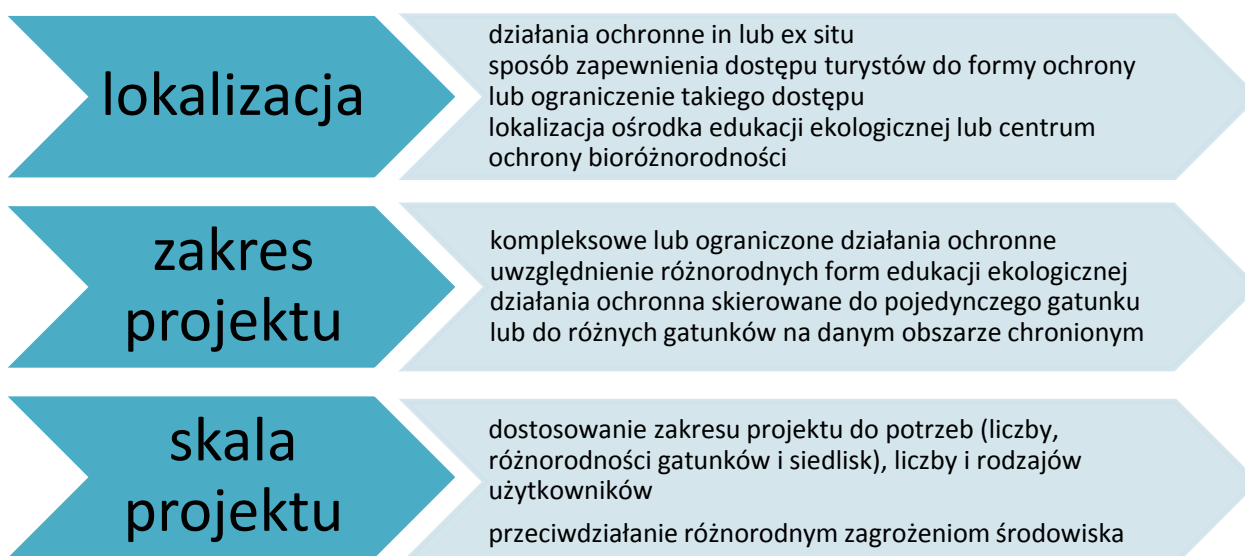 lokalizacja
działania ochronne in lub ex situ
sposób zapewnienia dostępu turystów do formy ochrony
lub ograniczenie takiego dostępu
lokalizacja ośrodka edukacji ekologicznej lub centrum
ochrony bioróżnorodności
zakres
projektu
kompleksowe lub ograniczone działania ochronne
uwzględnienie różnorodnych form edukacji ekologicznej
działania ochronna skierowane do pojedynczego gatunku
lub do różnych gatunków na danym obszarze chronionym
skala
projektu
dostosowanie zakresu projektu do potrzeb (liczby,
różnorodności gatunków i siedlisk), liczby i rodzajów
użytkowników
przeciwdziałanie różnorodnym zagrożeniom środowiska